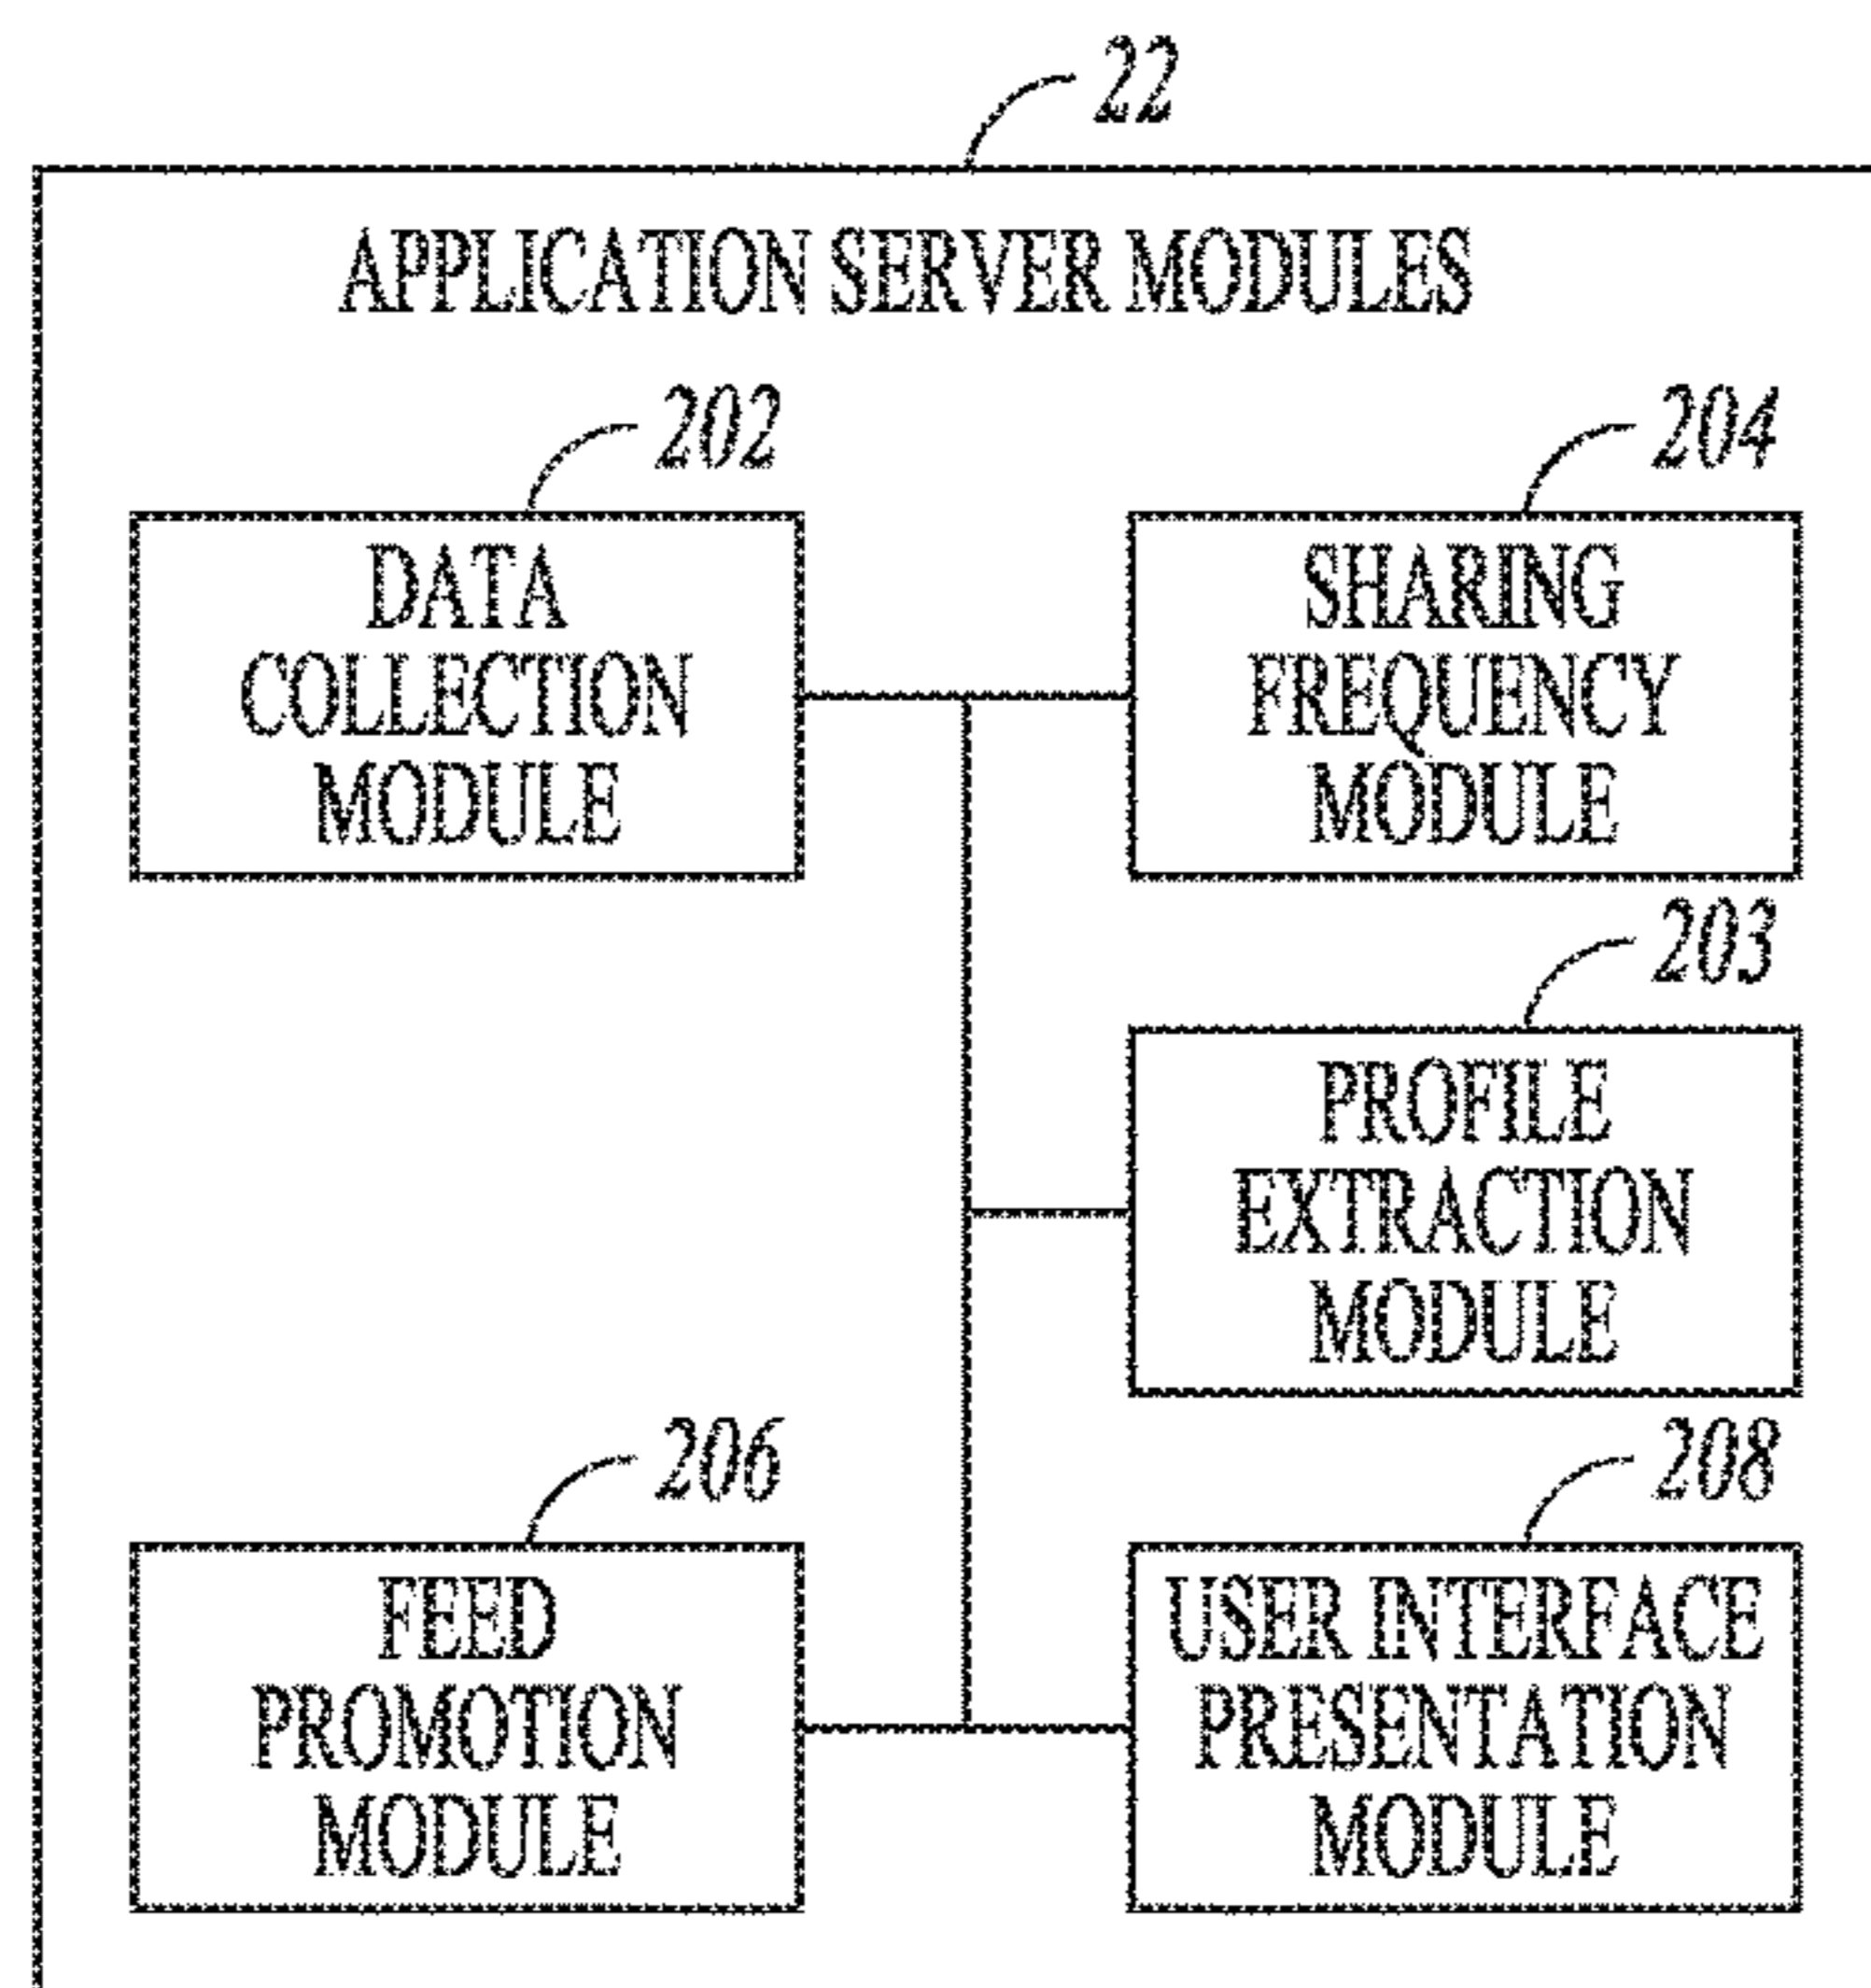 22
APPLICATION SERVER MODULES
202
DATA
COLLECTION
MODULE
204
SHARING
FREQUENCY
MODULE
203
PROFILE
EXTRACTION
MODULE
206
FEED
PROMOTION
MODULE
208
USER INTERFACE
PRESENTATION
MODULE